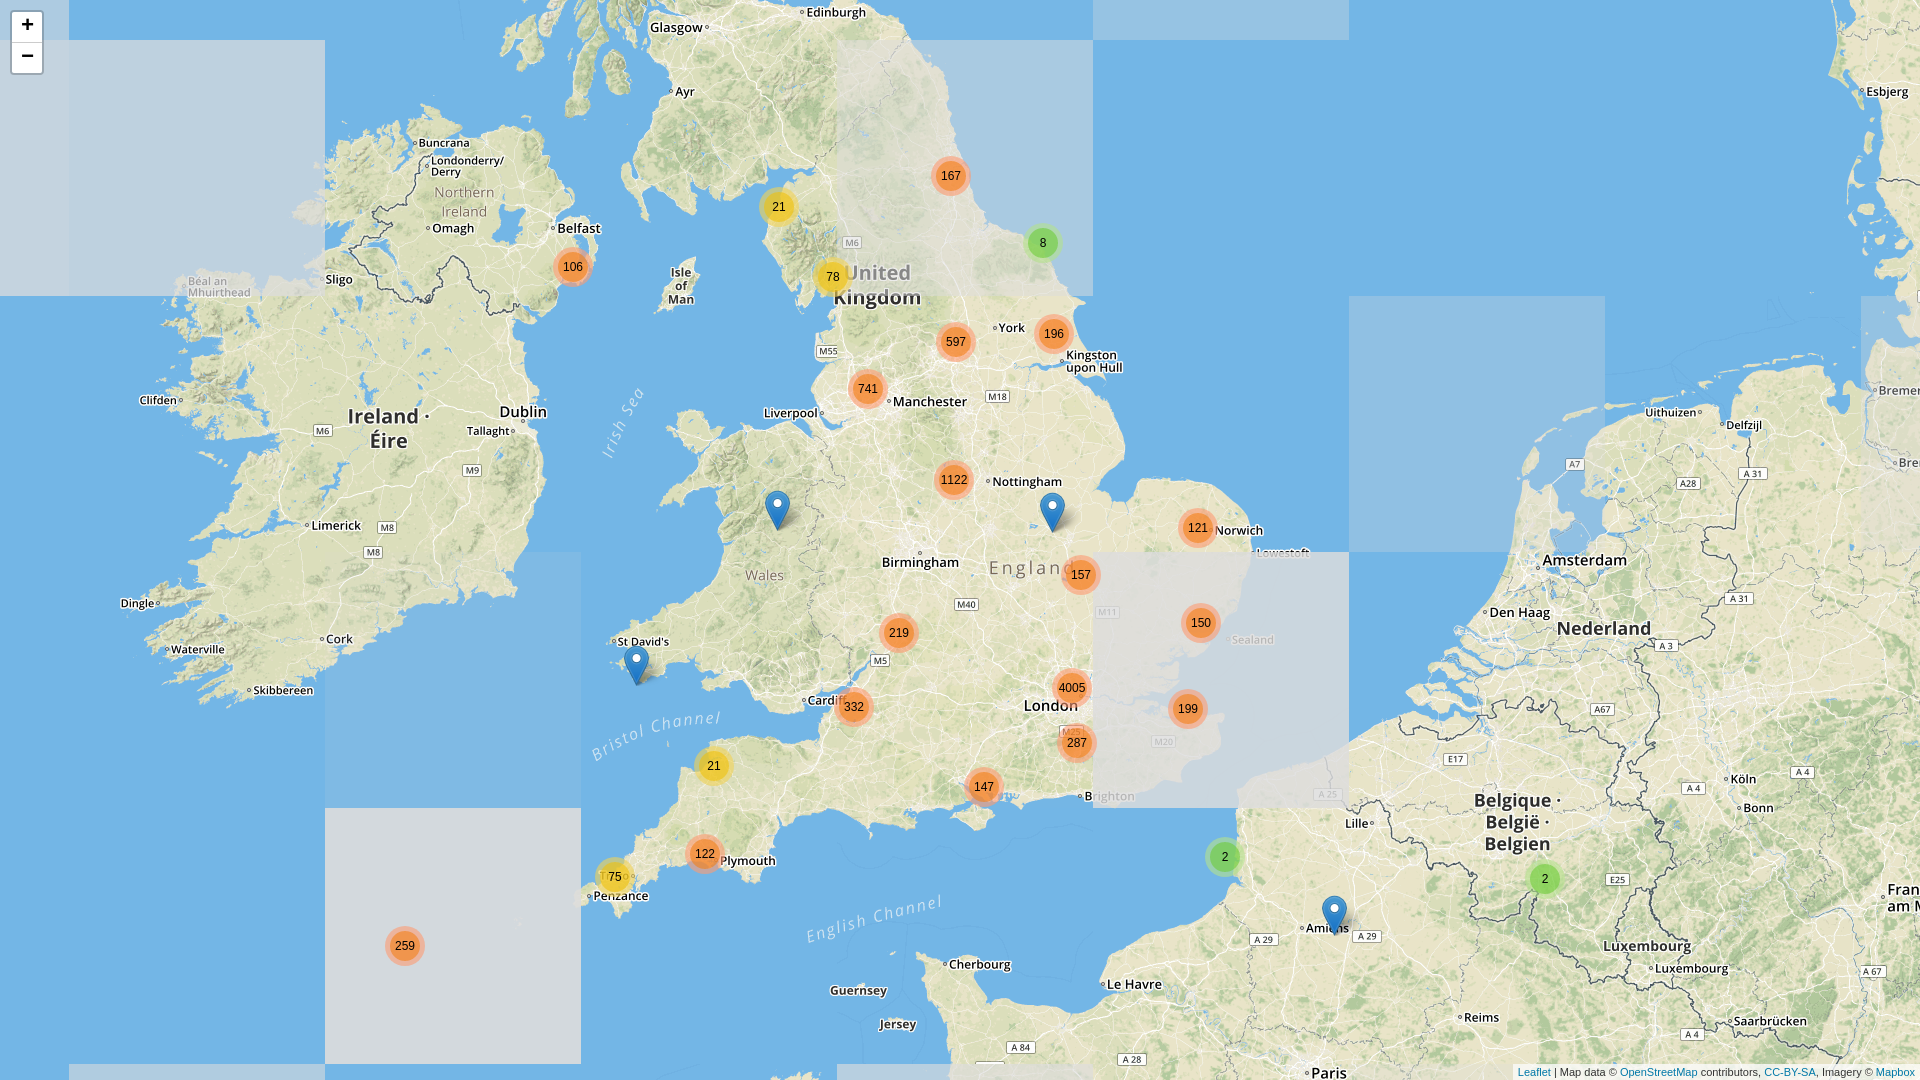 +
−
Edinburgh
Glasgow
Ayr
Esbjerg
Buncrana
Londonderry/
Derry
Northern
Ireland
Omagh
Belfast
167
21
8
M6
106
Isle
of
Man
78
United
Kingdom
Sligo
Béal an
Mhuirthead
York
196
597
M55
Kingston
upon Hull
741
Manchester
M18
Liverpool
Clifden
Ireland ·
Éire
Dublin
Tallaght
M6
M9
Irish Sea
Uithuizen
Delfzijl
A7
A 31
A28
1122
Nottingham
Limerick
M8
M8
121
Norwich
Lowestoft
Birmingham
England
157
Wales
Amsterdam
Den Haag
Nederland
A 31
A 3
Dingle
M40
M11
150
Sealand
219
Cork
Waterville
St David's
M5
Skibbereen
4005
London
Cardiff
332
199
A67
Bristol Channel
M25
287
M20
E17
21
147
Brighton
A 25
Köln
A 4
A 4
Bonn
Belgique ·
België ·
Belgien
Lille
122
Plymouth
2
75
Penzance
2
E25
English Channel
259
Amiens
A 29
A 29
Luxembourg
Luxembourg
A 67
Cherbourg
Le Havre
Guernsey
Jersey
Reims
Saarbrücken
A 4
A 84
A 28
Paris
Leaflet | Map data © OpenStreetMap contributors, CC-BY-SA, Imagery © Mapbox